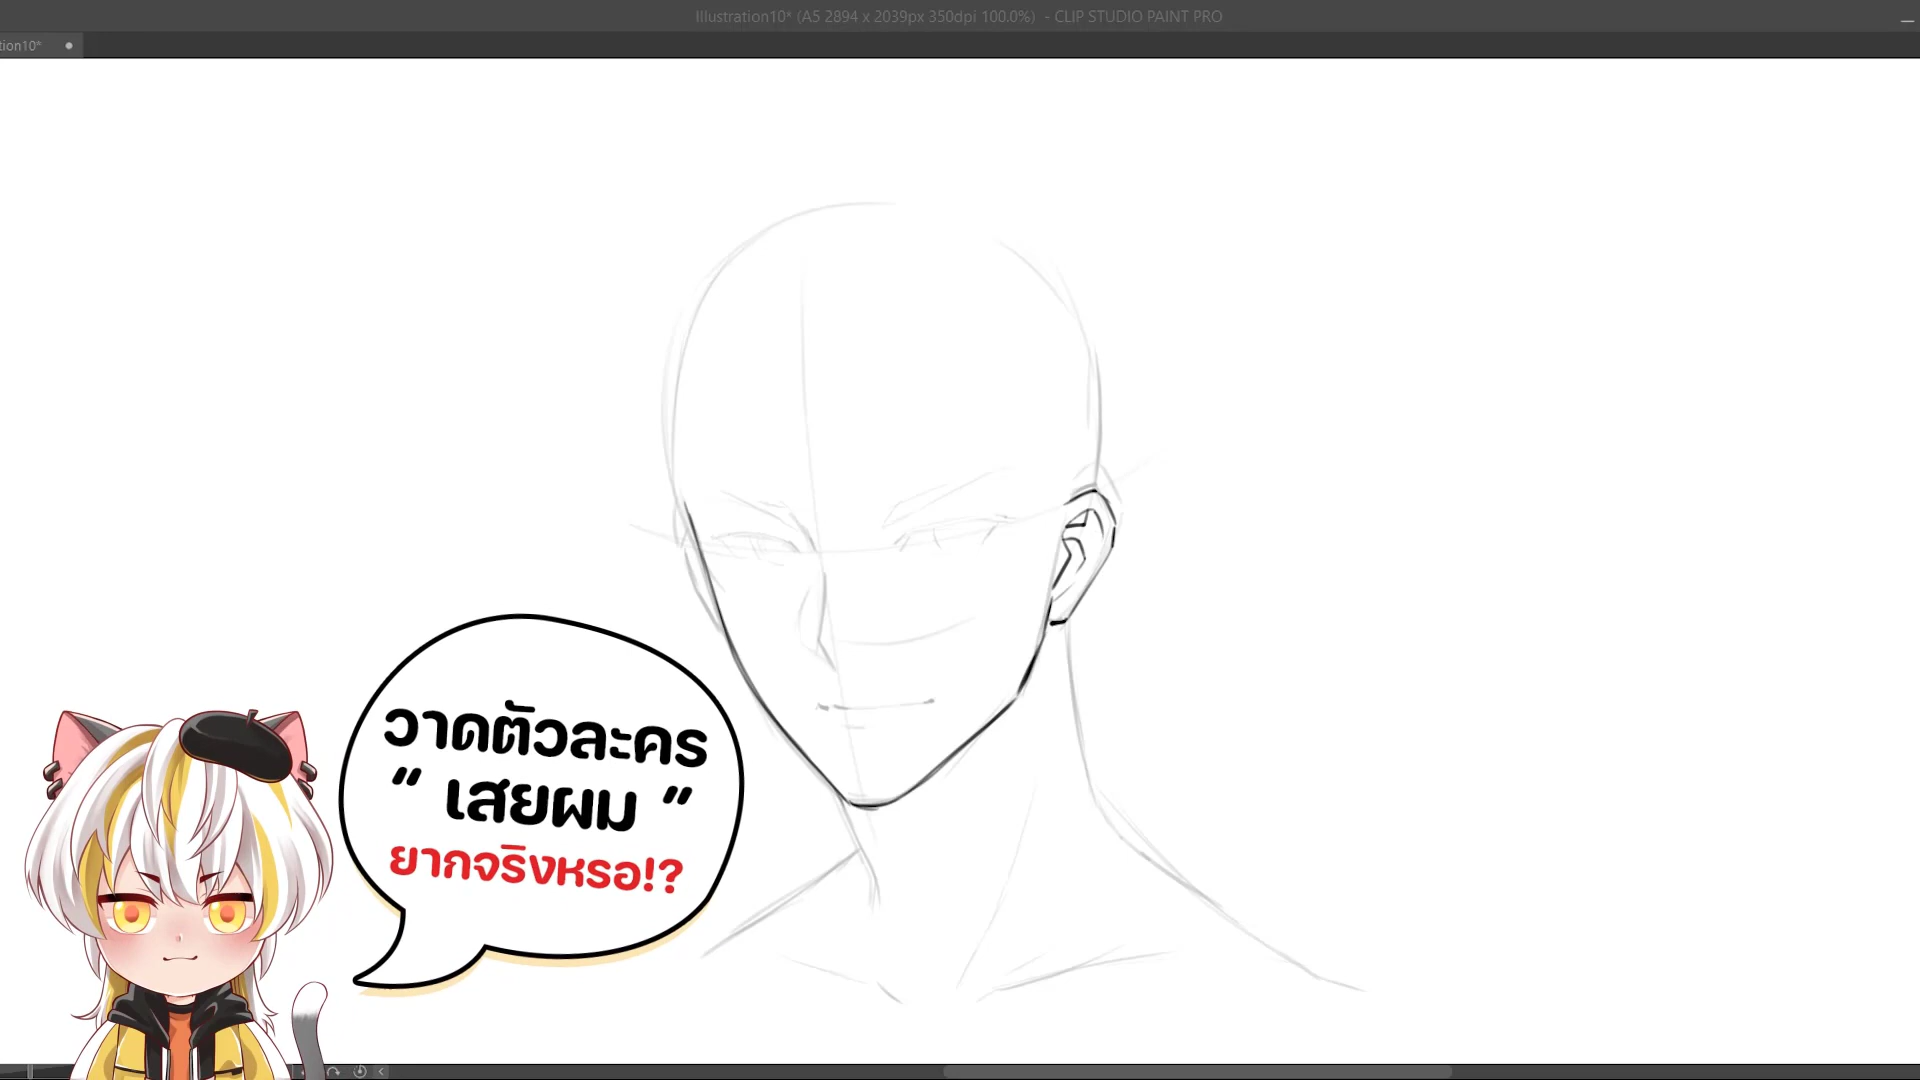 Illustration10* (A5 2894 x 2039px 350dpi 100.0%) - CLIP STUDIO PAINT PRO
tion10*
วาดตัวละคร
" เสยผม "
ยากจริงหรอ!?